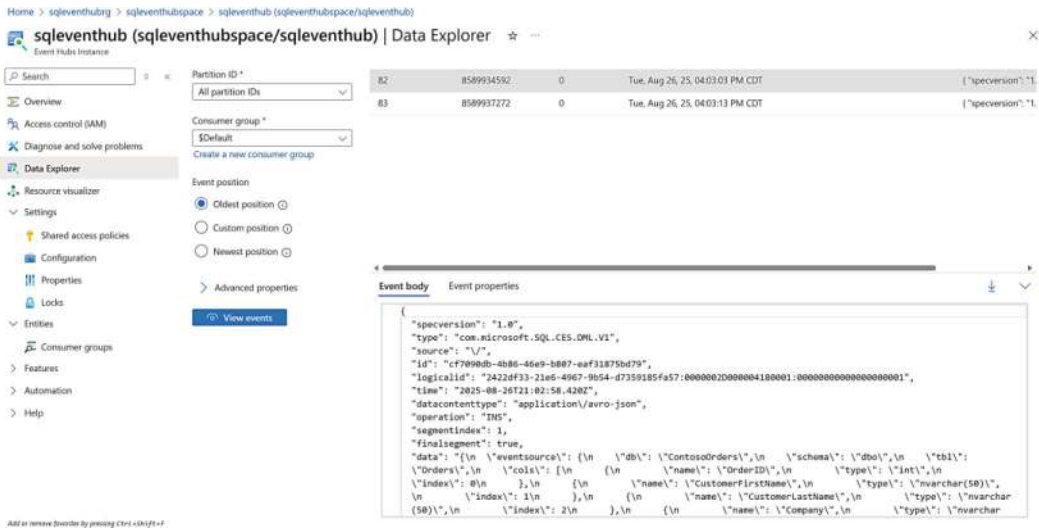 Home > sqleventhubrg > sqleventhubspace > sqleventhub (sqleventhubspace/sqleventhub)
sqleventhub (sqleventhubspace/sqleventhub) | Data Explorer
Event Hubs Instance
Search
Overview
Access control (IAM)
Diagnose and solve problems
Data Explorer
Resource visualizer
Settings
Shared access policies
Configuration
Properties
Locks
Entities
Consumer groups
Features
Automation
Help
Add or remove favorites by pressing Ctrl+Shift+F
Partition ID *
All partition IDs
Consumer group *
$Default
Create a new consumer group
Event position
Oldest position
Custom position
Newest position
Advanced properties
View events
82 8589934592 0 Tue, Aug 26, 25, 04:03:03 PM CDT { "specversion": "1.
83 8589937272 0 Tue, Aug 26, 25, 04:03:13 PM CDT { "specversion": "1.
Event body Event properties
{
"specversion": "1.0",
"type": "com.microsoft.SQL.CES.DML.V1",
"source": "\/",
"id": "cf7090db-4b86-46e9-b807-eaf31875bd79",
"logicalid": "2422df33-21e6-4967-9b54-d7359185fa57:0000002D000004180001:00000000000000000001",
"time": "2025-08-26T21:02:58.420Z",
"datacontenttype": "application\/avro-json",
"operation": "INS",
"segmentindex": 1,
"finalsegment": true,
"data": "{\n \"eventsource\": {\n \"db\": \"ContosoOrders\",\n \"schema\": \"dbo\",\n \"tbl\":
\"Orders\",\n \"cols\": [\n {\n \"name\": \"OrderID\",\n \"type\": \"int\",\n
\"index\": 0\n },\n {\n \"name\": \"CustomerFirstName\",\n \"type\": \"nvarchar(50)\",
\n \"index\": 1\n },\n {\n \"name\": \"CustomerLastName\",\n \"type\": \"nvarchar
(50)\",\n \"index\": 2\n },\n {\n \"name\": \"Company\",\n \"type\": \"nvarchar